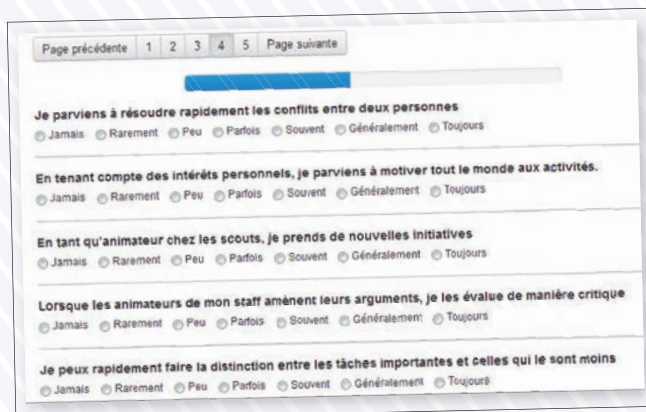 Page précédente 1 2 3 4 5 Page suivante
Je parviens à résoudre rapidement les conflits entre deux personnes
Jamais Rarement Peu Parfois Souvent Généralement Toujours
En tenant compte des intérêts personnels, je parviens à motiver tout le monde aux activités.
Jamais Rarement Peu Parfois Souvent Généralement Toujours
En tant qu'animateur chez les scouts, je prends de nouvelles initiatives
Jamais Rarement Peu Parfois Souvent Généralement Toujours
Lorsque les animateurs de mon staff amènent leurs arguments, je les évalue de manière critique
Jamais Rarement Peu Parfois Souvent Généralement Toujours
Je peux rapidement faire la distinction entre les tâches importantes et celles qui le sont moins
Jamais Rarement Peu Parfois Souvent Généralement Toujours